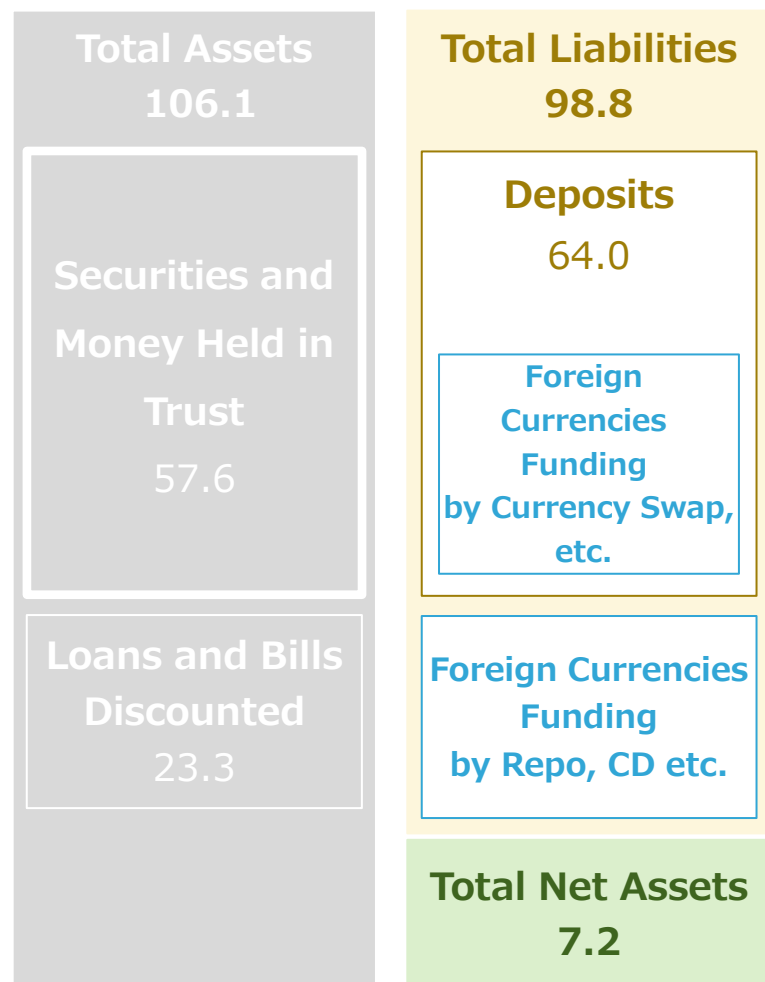 Total Assets
106.1
Securities and
Money Held in
Trust
57.6
Loans and Bills
Discounted
23.3
Total Liabilities
98.8
Deposits
64.0
Foreign
Currencies
Funding
by Currency Swap,
etc.
Foreign Currencies
Funding
by Repo, CD etc.
Total Net Assets
7.2